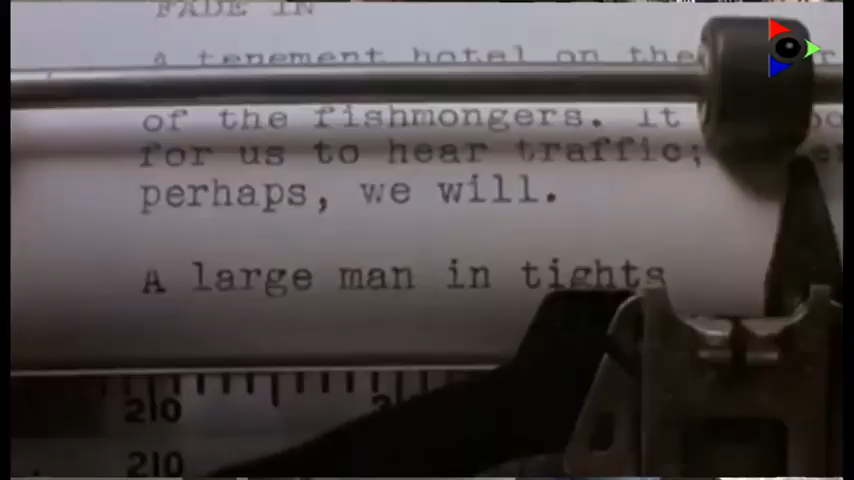 FADE IN
A tenement hotel on the
of the fishmongers. It
for us to hear traffic;
perhaps, we will.
A large man in tights
210
210